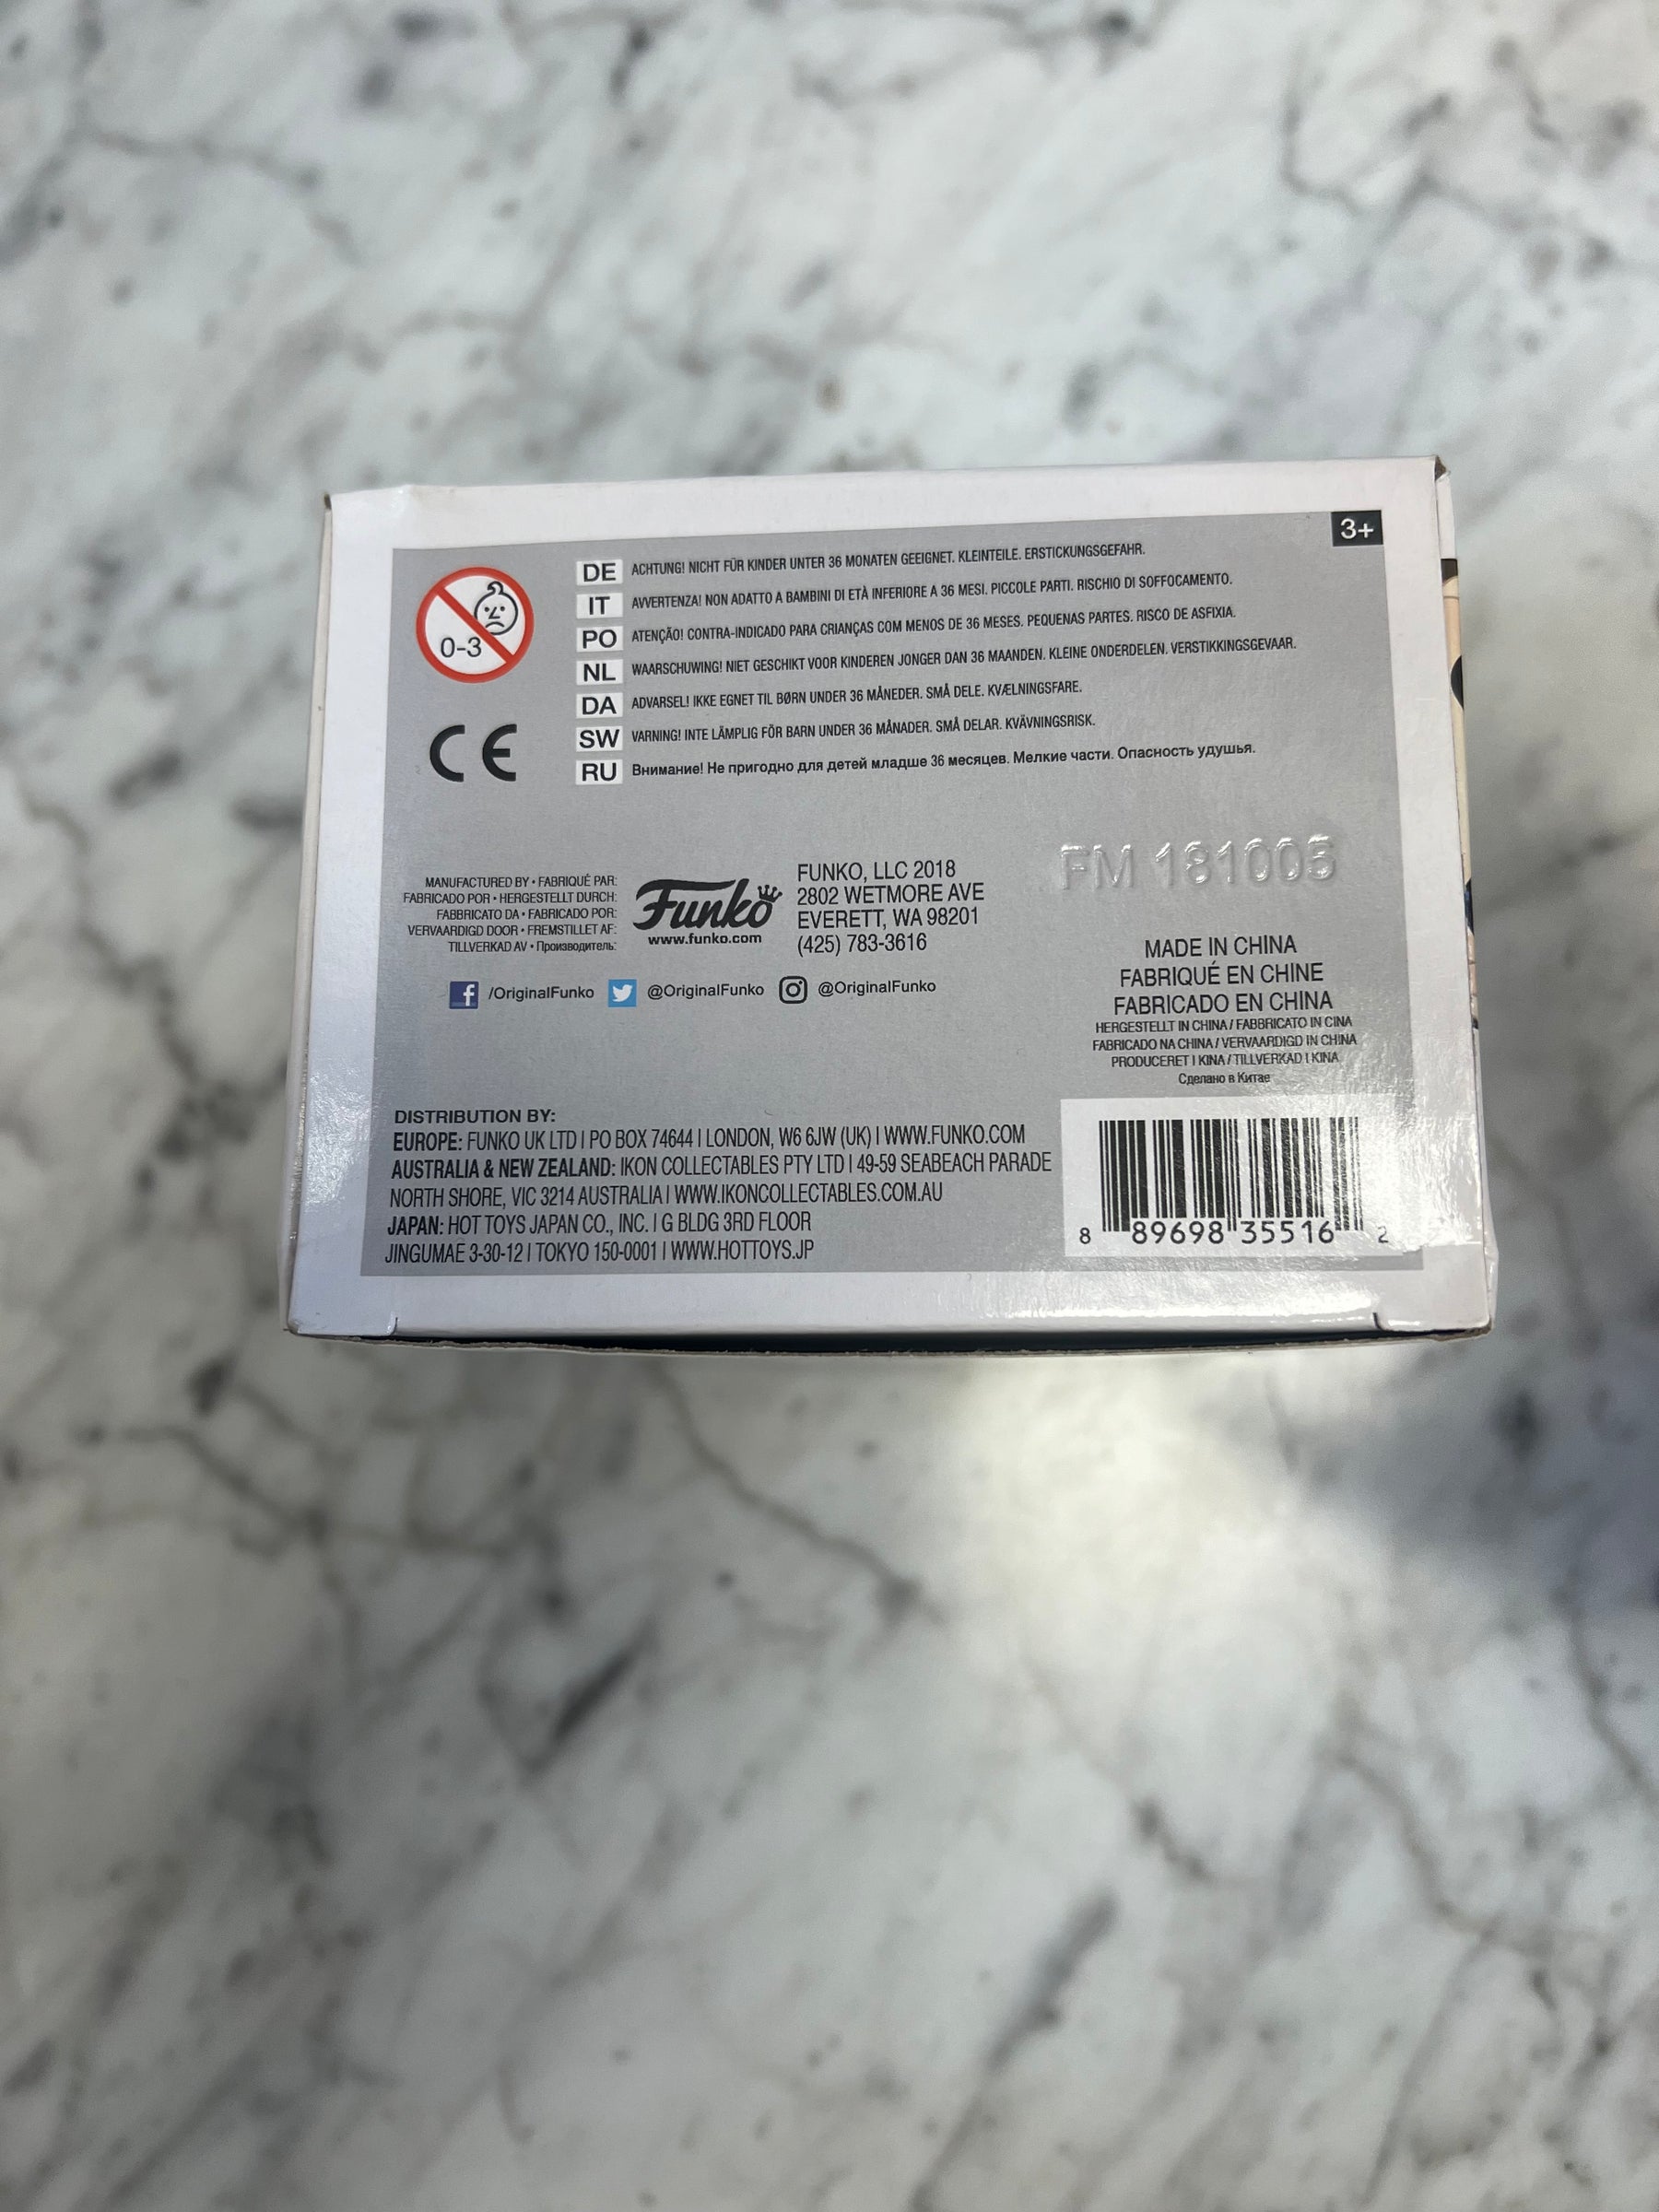 3+
0-3
DE ACHTUNG! NICHT FÜR KINDER UNTER 36 MONATEN GEEIGNET. KLEINTEILE. ERSTICKUNGSGEFAHR.
IT AVVERTENZA! NON ADATTO A BAMBINI DI ETÀ INFERIORE A 36 MESI. PICCOLE PARTI. RISCHIO DI SOFFOCAMENTO.
PO ATENÇÃO! CONTRA-INDICADO PARA CRIANÇAS COM MENOS DE 36 MESES. PEQUENAS PARTES. RISCO DE ASFIXIA.
NL WAARSCHUWING! NIET GESCHIKT VOOR KINDEREN JONGER DAN 36 MAANDEN. KLEINE ONDERDELEN. VERSTIKKINGSGEVAAR.
DA ADVARSEL! IKKE EGNET TIL BØRN UNDER 36 MÅNEDER. SMÅ DELE. KVÆLNINGSFARE.
SW VARNING! INTE LÄMPLIG FÖR BARN UNDER 36 MÅNADER. SMÅ DELAR. KVÄVNINGSRISK.
RU Внимание! Не пригодно для детей младше 36 месяцев. Мелкие части. Опасность удушья.
CE
MANUFACTURED BY • FABRIQUÉ PAR:
FABRICADO POR • HERGESTELLT DURCH:
FABBRICATO DA • FABRICADO POR:
VERVAARDIGD DOOR • FREMSTILLET AF:
TILLVERKAD AV • Производитель:
Funko
www.funko.com
FUNKO, LLC 2018
2802 WETMORE AVE
EVERETT, WA 98201
(425) 783-3616
FM 181005
/OriginalFunko @OriginalFunko @OriginalFunko
MADE IN CHINA
FABRIQUÉ EN CHINE
FABRICADO EN CHINA
HERGESTELLT IN CHINA / FABBRICATO IN CINA
FABRICADO NA CHINA / VERVAARDIGD IN CHINA
PRODUCERET I KINA / TILLVERKAD I KINA
Сделано в Китае
DISTRIBUTION BY:
EUROPE: FUNKO UK LTD | PO BOX 74644 | LONDON, W6 6JW (UK) | WWW.FUNKO.COM
AUSTRALIA & NEW ZEALAND: IKON COLLECTABLES PTY LTD | 49-59 SEABEACH PARADE
NORTH SHORE, VIC 3214 AUSTRALIA | WWW.IKONCOLLECTABLES.COM.AU
JAPAN: HOT TOYS JAPAN CO., INC. | G BLDG 3RD FLOOR
JINGUMAE 3-30-12 | TOKYO 150-0001 | WWW.HOTTOYS.JP
8 89698 35516 2